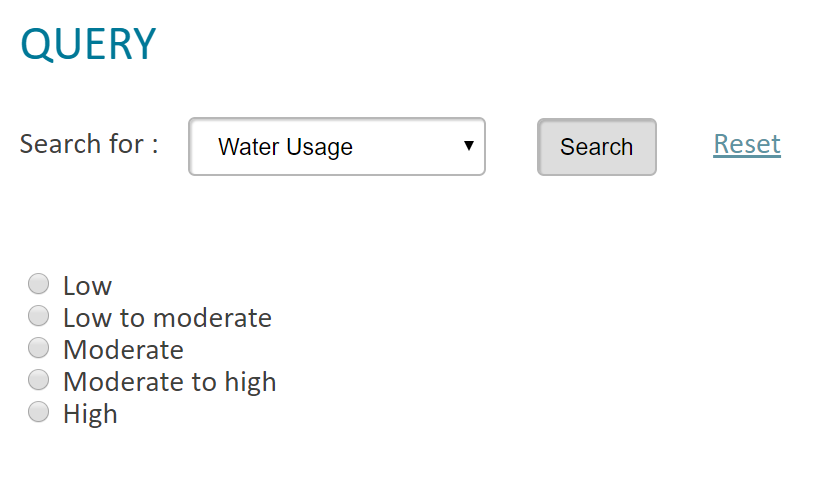 QUERY
Search for : Water Usage Search Reset
Low
Low to moderate
Moderate
Moderate to high
High